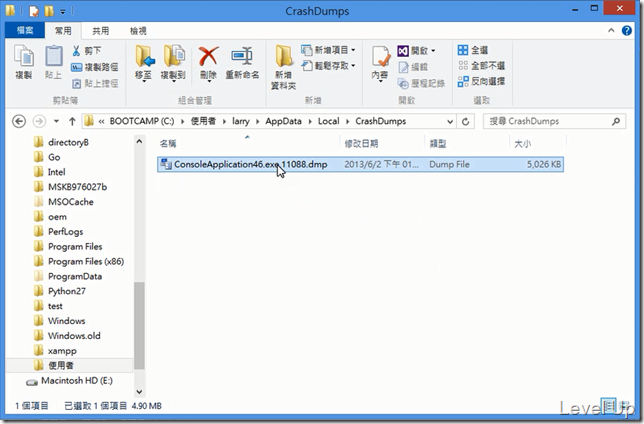 CrashDumps
檔案 常用 共用 檢視
複製 貼上 剪下 複製路徑 貼上捷徑
移至 複製到 刪除 重新命名
新增資料夾 新增項目 輕鬆存取
內容 開啟 編輯 歷程記錄
全選 全部不選 反向選擇
剪貼簿 組合管理 新增 開啟 選取
« BOOTCAMP (C:) 使用者 larry AppData Local CrashDumps 搜尋 CrashDumps
名稱 修改日期 類型 大小
ConsoleApplication46.exe.11088.dmp 2013/6/2 下午 01... Dump File 5,026 KB
directoryB
Go
Intel
MSKB976027b
MSOCache
oem
PerfLogs
Program Files
Program Files (x86)
ProgramData
Python27
test
Windows
Windows.old
xampp
使用者
Macintosh HD (E:)
1 個項目 已選取 1 個項目 4.90 MB
Level Up